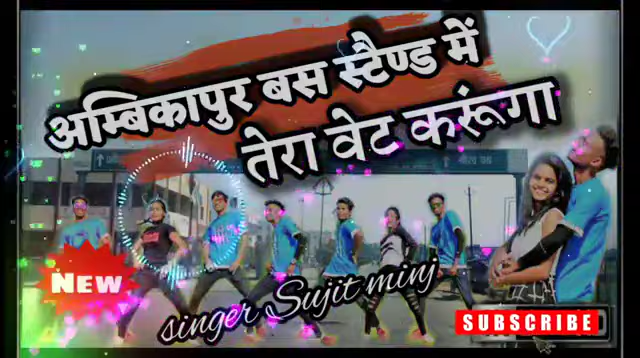 अम्बिकापुर बस स्टैण्ड में
तेरा वेट करूंगा
NEW
singer Sujit minj
SUBSCRIBE